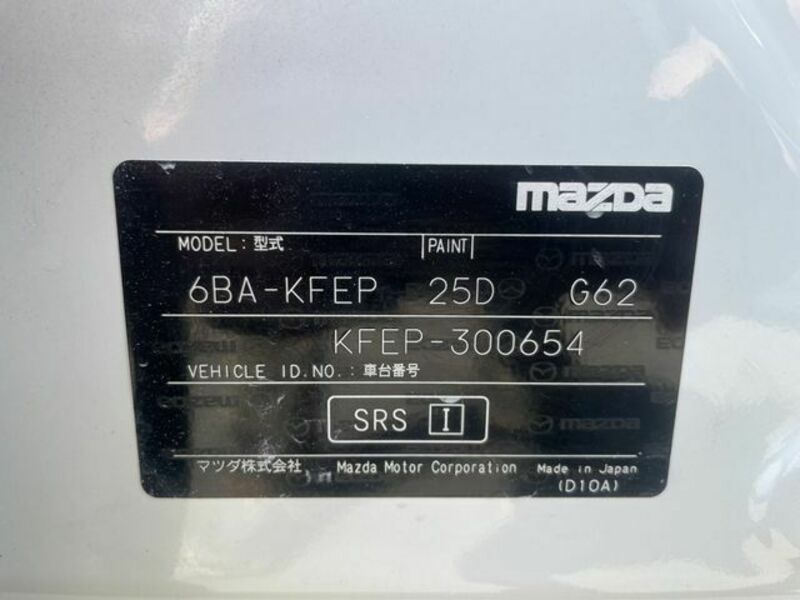 mazda
MODEL: 型式 PAINT
6BA-KFEP 25D G62
KFEP-300654
VEHICLE ID.NO.: 車台番号
SRS I
マツダ株式会社 Mazda Motor Corporation Made in Japan
(D10A)